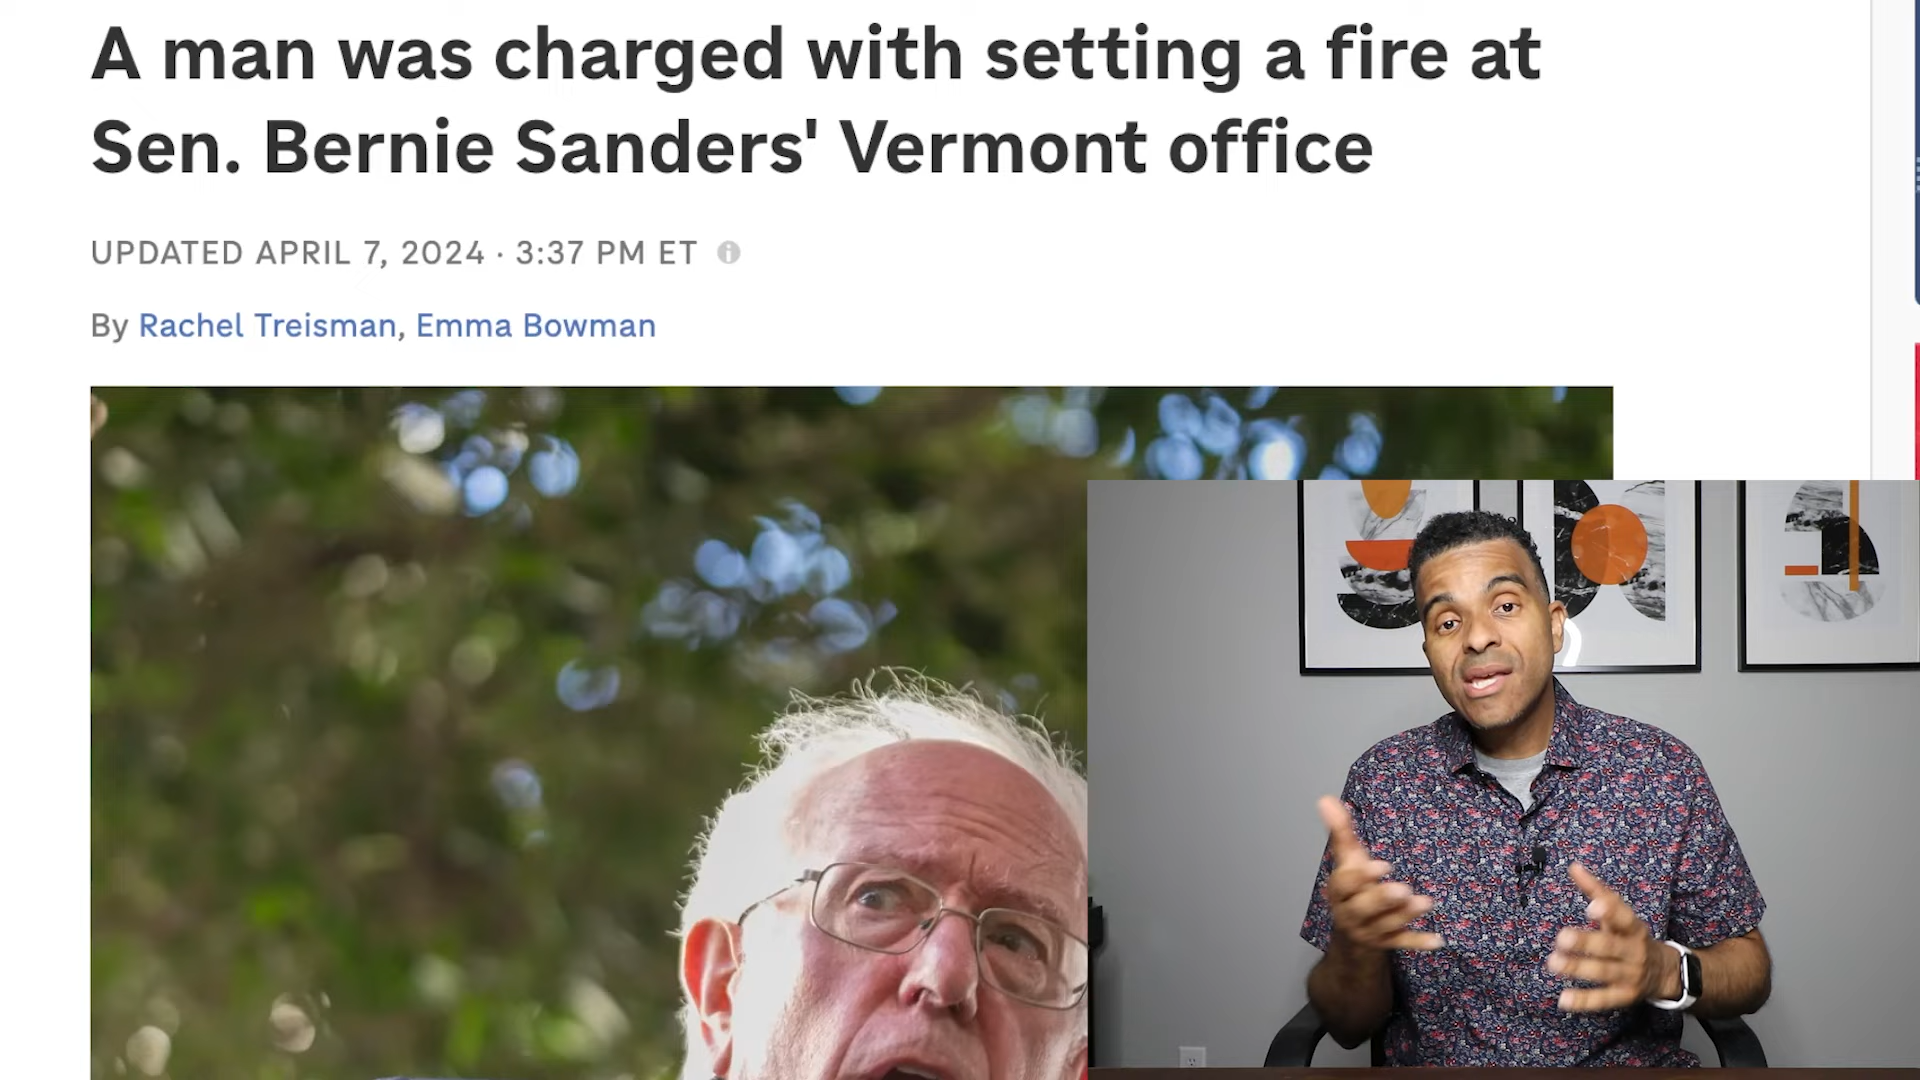 A man was charged with setting a fire at
Sen. Bernie Sanders' Vermont office
UPDATED APRIL 7, 2024 · 3:37 PM ET
By Rachel Treisman, Emma Bowman